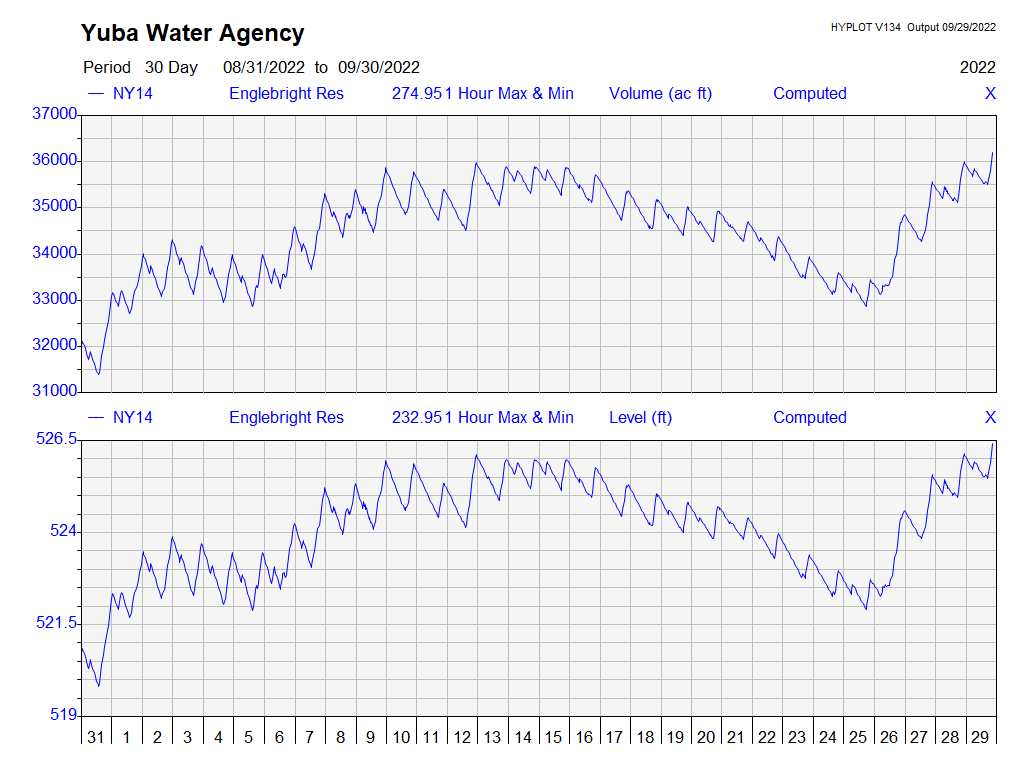 Yuba Water Agency
HYPLOT V134 Output 09/29/2022
Period 30 Day 08/31/2022 to 09/30/2022 2022
NY14 Englebright Res 274.951 Hour Max & Min Volume (ac ft) Computed X
37000
36000
35000
34000
33000
32000
31000
NY14 Englebright Res 232.951 Hour Max & Min Level (ft) Computed X
526.5
524
521.5
519
31 1 2 3 4 5 6 7 8 9 10 11 12 13 14 15 16 17 18 19 20 21 22 23 24 25 26 27 28 29